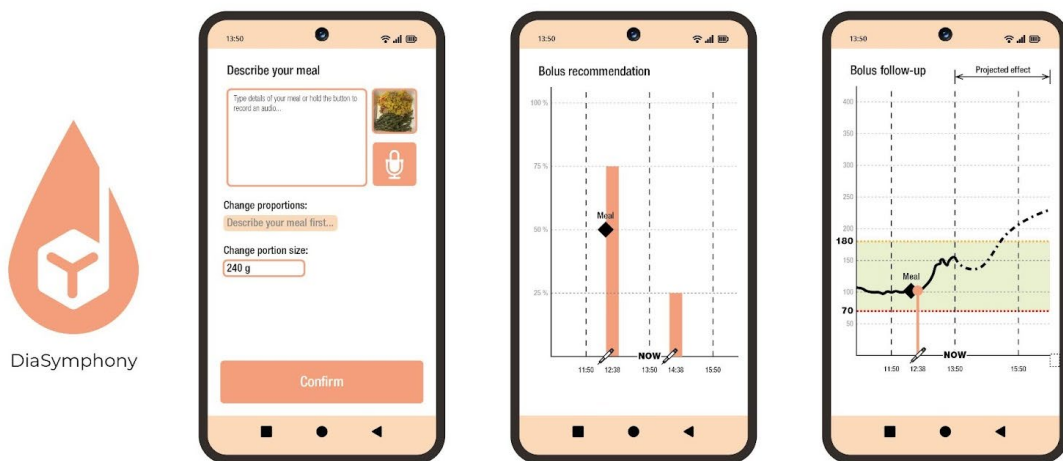 DiaSymphony
13:50
Describe your meal
Type details of your meal or hold the button to
record an audio...
Change proportions:
Describe your meal first...
Change portion size:
240 g
Confirm
13:50
Bolus recommendation
100 %
75 %
Meal
50 %
25 %
NOW
11:50 12:38 13:50 14:38 15:50
13:50
Bolus follow-up
Projected effect
400
350
300
250
200
180
150
Meal
100
70
50
NOW
11:50 12:38 13:50 15:50